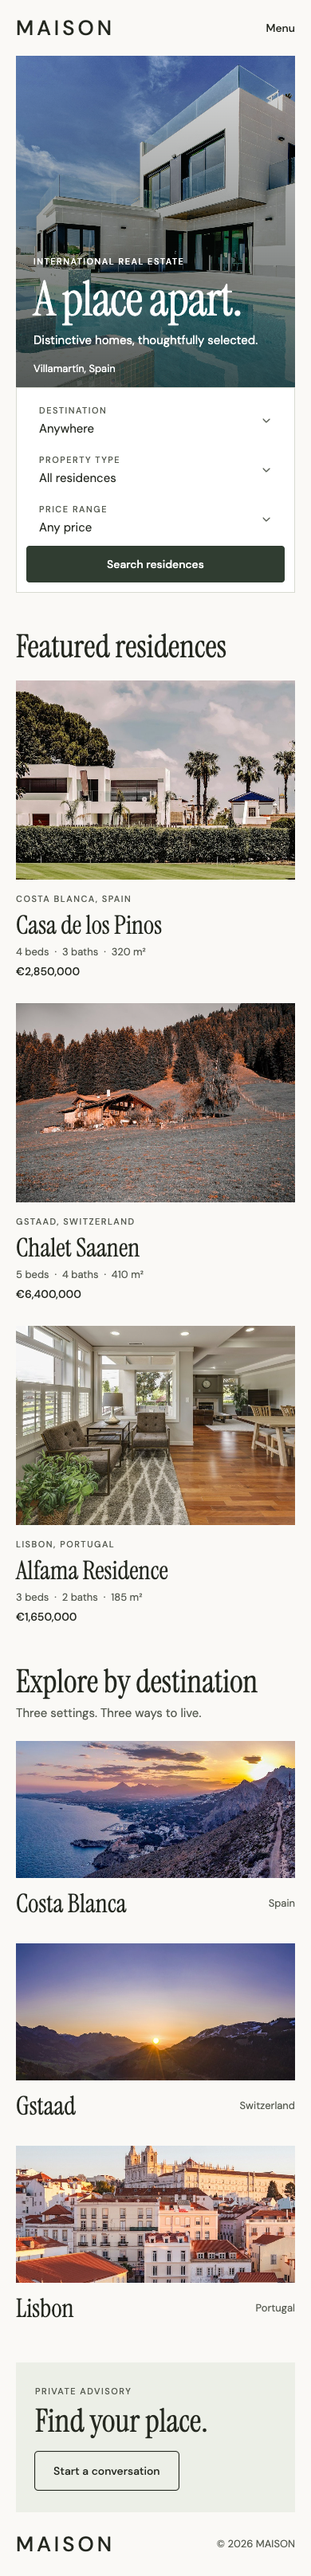 MAISON
Menu
INTERNATIONAL REAL ESTATE
A place apart.
Distinctive homes, thoughtfully selected.
Villamartín, Spain
DESTINATION
Anywhere
PROPERTY TYPE
All residences
PRICE RANGE
Any price
Search residences
Featured residences
COSTA BLANCA, SPAIN
Casa de los Pinos
4 beds · 3 baths · 320 m²
€2,850,000
GSTAAD, SWITZERLAND
Chalet Saanen
5 beds · 4 baths · 410 m²
€6,400,000
LISBON, PORTUGAL
Alfama Residence
3 beds · 2 baths · 185 m²
€1,650,000
Explore by destination
Three settings. Three ways to live.
Costa Blanca
Spain
Gstaad
Switzerland
Lisbon
Portugal
PRIVATE ADVISORY
Find your place.
Start a conversation
MAISON
© 2026 MAISON